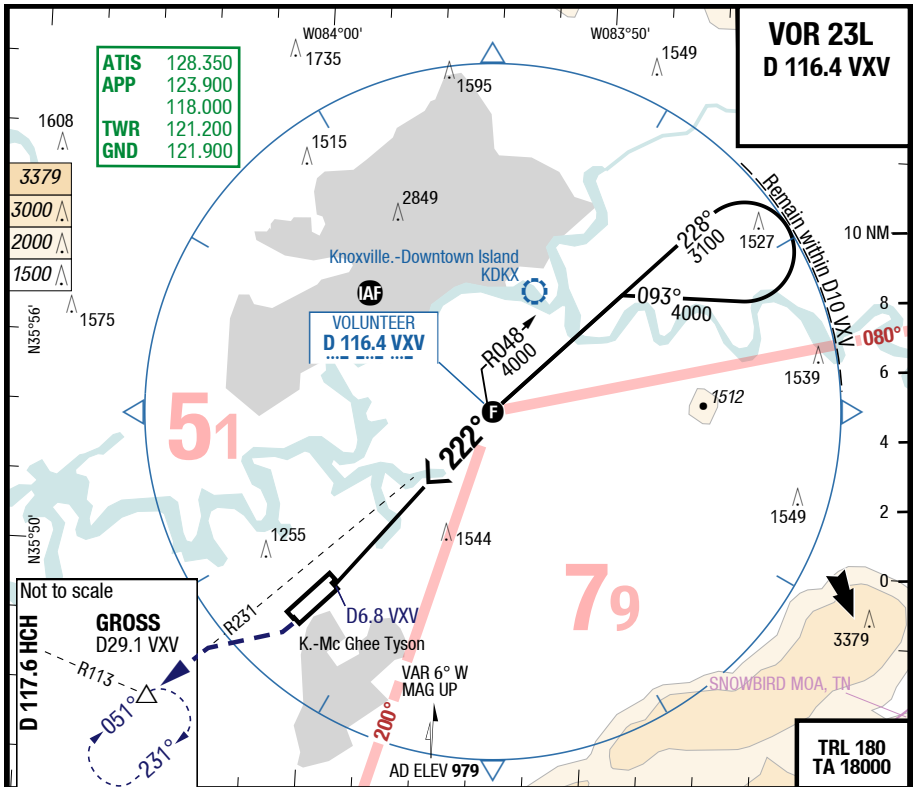 W084°00'
W083°50'
VOR 23L
D 116.4 VXV
ATIS 128.350
APP 123.900
118.000
TWR 121.200
GND 121.900
1735
1595
1549
1608
1515
3379
3000
2000
1500
2849
Remain within D10 VXV
228°
3100
1527
10 NM
Knoxville.-Downtown Island
KDKX
IAF
093°
4000
8
1575
N35°56'
VOLUNTEER
D 116.4 VXV
R048
4000
080°
1539
6
1512
F
51
222°
4
1549
2
N35°50'
1255
1544
79
0
Not to scale
GROSS
D29.1 VXV
R231
D6.8 VXV
K.-Mc Ghee Tyson
3379
D 117.6 HCH
R113
051°
231°
VAR 6° W
MAG UP
SNOWBIRD MOA, TN
200°
AD ELEV 979
TRL 180
TA 18000